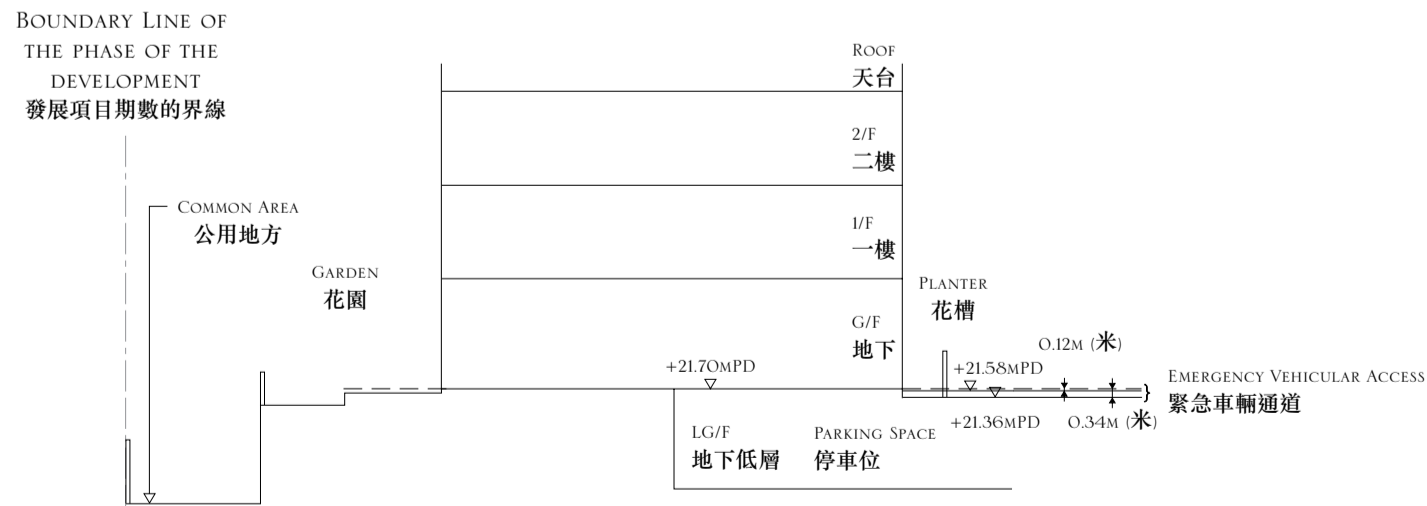 BOUNDARY LINE OF
THE PHASE OF THE
DEVELOPMENT
發展項目期數的界線
ROOF
天台
2/F
二樓
COMMON AREA
公用地方
1/F
一樓
GARDEN
花園
PLANTER
花槽
G/F
地下
0.12M (米)
+21.70MPD
+21.58MPD
EMERGENCY VEHICULAR ACCESS
緊急車輛通道
+21.36MPD
0.34M (米)
LG/F
地下低層
PARKING SPACE
停車位